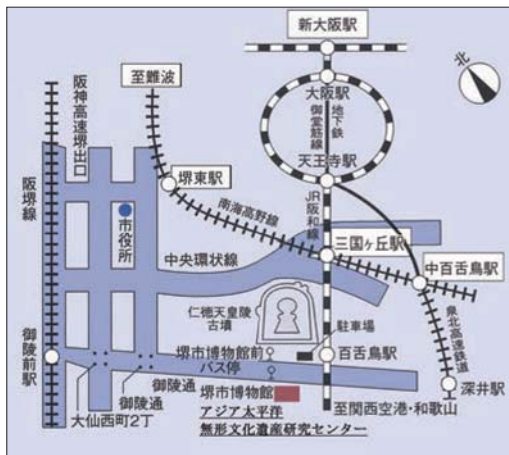 新大阪駅
北
至難波
阪神高速堺出口
大阪駅
地下鉄
御堂筋線
天王寺駅
堺東駅
阪堺線
市役所
南海高野線
JR阪和線
三国ヶ丘駅
中百舌鳥駅
中央環状線
仁徳天皇陵
古墳
駐車場
泉北高速鉄道
御陵前駅
堺市博物館前
バス停
百舌鳥駅
御陵通
御陵通
大仙西町2丁
堺市博物館
至関西空港・和歌山
深井駅
アジア太平洋
無形文化遺産研究センター